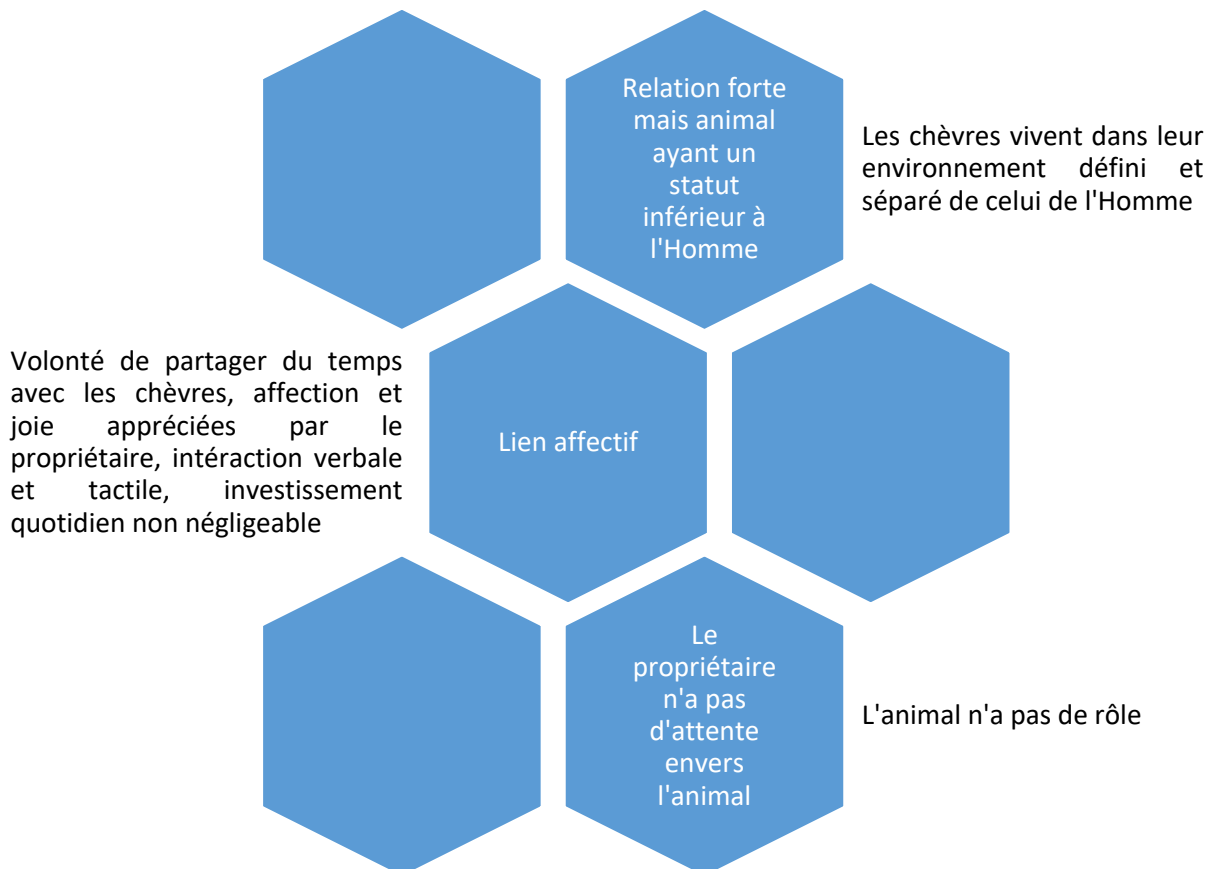 Relation forte
mais animal
ayant un
statut
inférieur à
l'Homme
Les chèvres vivent dans leur
environnement défini et
séparé de celui de l'Homme
Volonté de partager du temps
avec les chèvres, affection et
joie appréciées par le
propriétaire, intéraction verbale
et tactile, investissement
quotidien non négligeable
Lien affectif
Le
propriétaire
n'a pas
d'attente
envers
l'animal
L'animal n'a pas de rôle